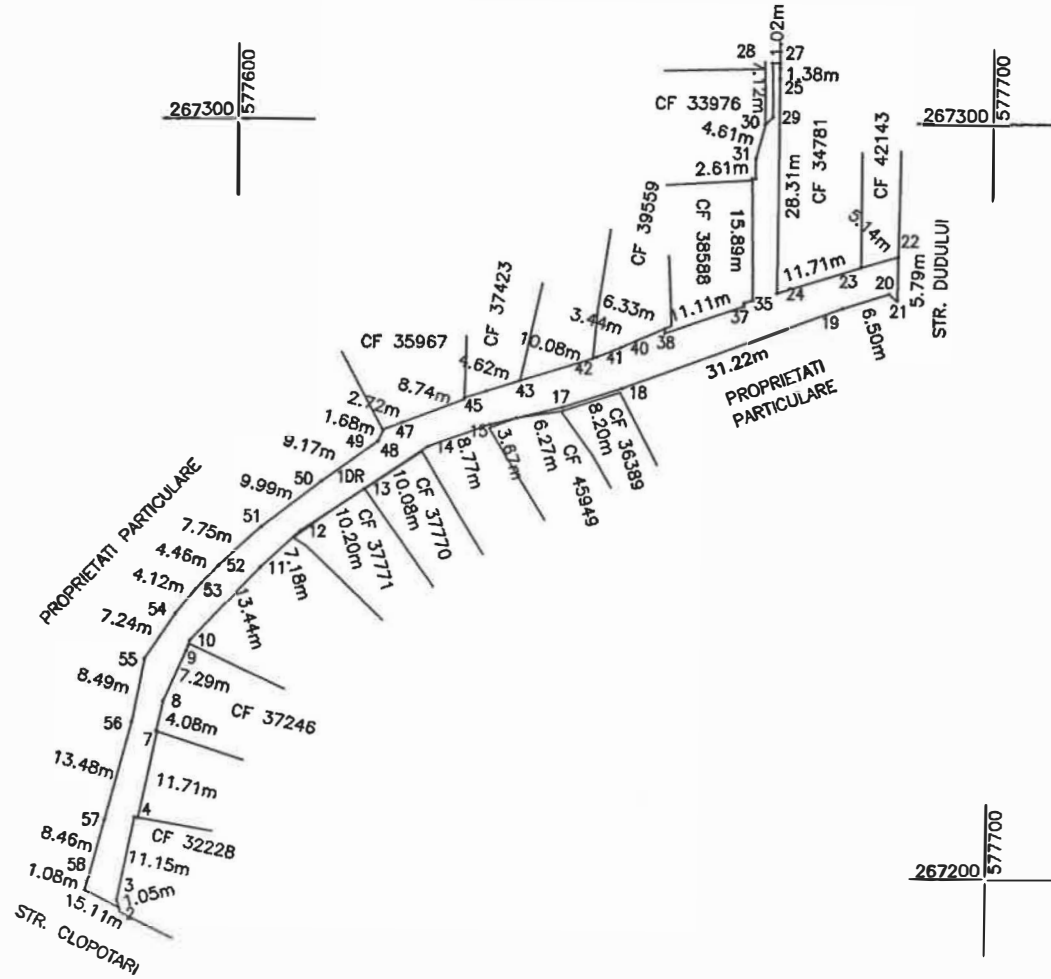 577600
267300
1.02m
28
27
1.38m
25
7.12m
CF 33976
30
29
4.61m
31
2.61m
28.31m
CF 34781
CF 42143
577700
267300
CF 39559
CF 38588
15.89m
5.14m
22
5.79m
STR. DUDULUI
11.71m
23
20
21
24
35
37
11.11m
19
6.50m
6.33m
38
40
3.44m
41
42
10.08m
CF 37423
4.62m
43
CF 35967
8.74m
45
2.72m
47
1.68m
48
49
9.17m
50
1DR
9.99m
51
PROPRIETATI PARTICULARE
7.75m
52
4.46m
53
4.12m
54
7.24m
55
8.49m
56
13.48m
57
8.46m
58
1.08m
15.11m
STR. CLOPOTARI
31.22m
PROPRIETATI
PARTICULARE
18
17
CF 36389
8.20m
CF 45949
6.27m
15
3.67m
8.77m
14
CF 37770
10.08m
13
CF 37771
10.20m
12
7.18m
11
13.44m
10
9
7.29m
8
CF 37246
4.08m
7
11.71m
4
CF 32228
11.15m
3
1.05m
2
577700
267200